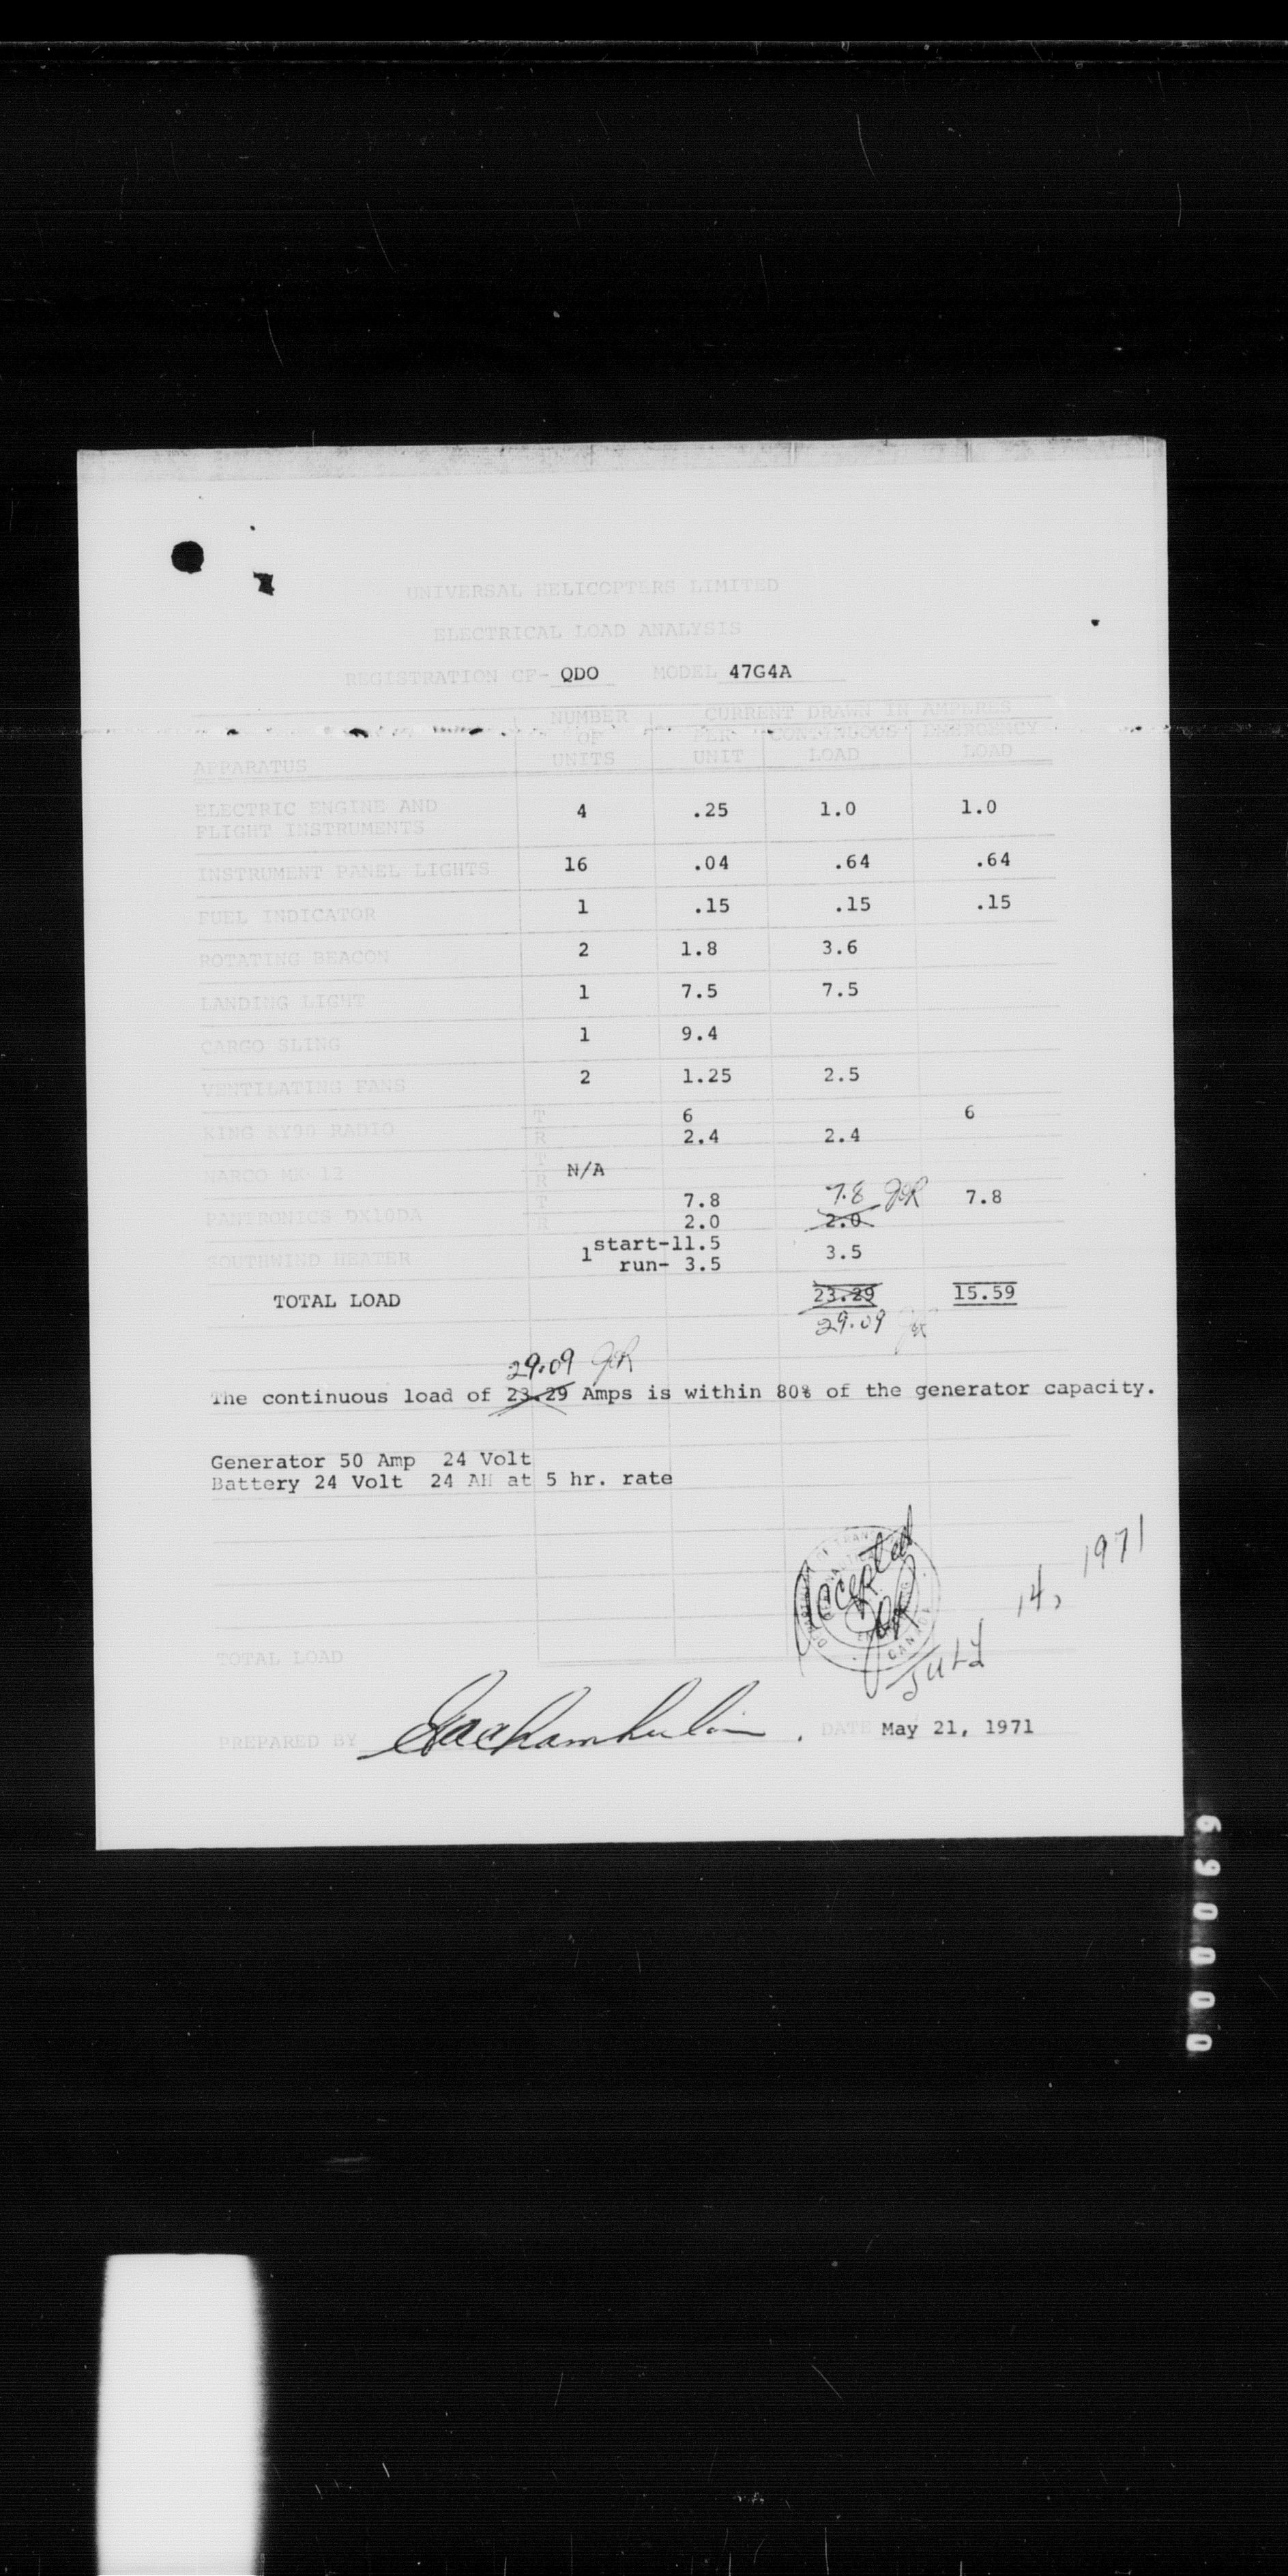 UNIVERSAL HELICOPTERS LIMITED
ELECTRICAL LOAD ANALYSIS
REGISTRATION CF- QDO MODEL 47G4A
APPARATUS NUMBER OF UNITS CURRENT DRAWN IN AMPERES PER UNIT CONTINUOUS LOAD EMERGENCY LOAD
ELECTRIC ENGINE AND FLIGHT INSTRUMENTS 4 .25 1.0 1.0
INSTRUMENT PANEL LIGHTS 16 .04 .64 .64
FUEL INDICATOR 1 .15 .15 .15
ROTATING BEACON 2 1.8 3.6
LANDING LIGHT 1 7.5 7.5
CARGO SLING 1 9.4
VENTILATING FANS 2 1.25 2.5
KING KY90 RADIO T 6 6
R 2.4 2.4
NARCO MK 12 T R N/A
PANTRONICS DX10DA T 7.8 7.8 JGR 7.8
R 2.0 2.0
SOUTHWIND HEATER 1 start-11.5
run- 3.5 3.5
TOTAL LOAD 23.29 15.59
29.09
29.09
The continuous load of 23.29 Amps is within 80% of the generator capacity.
Generator 50 Amp 24 Volt
Battery 24 Volt 24 AH at 5 hr. rate
Accepted
CANADA
JULY 14, 1971
TOTAL LOAD
PREPARED BY DATE May 21, 1971
000069